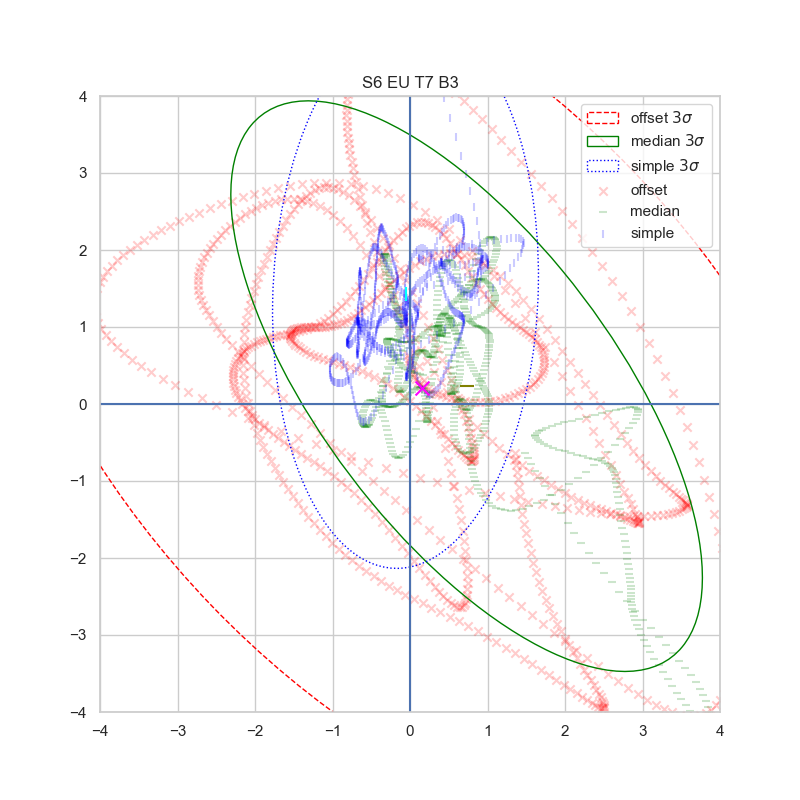 S6 EU T7 B3
offset 3σ
median 3σ
simple 3σ
offset
median
simple
4
3
2
1
0
−1
−2
−3
−4
−4 −3 −2 −1 0 1 2 3 4